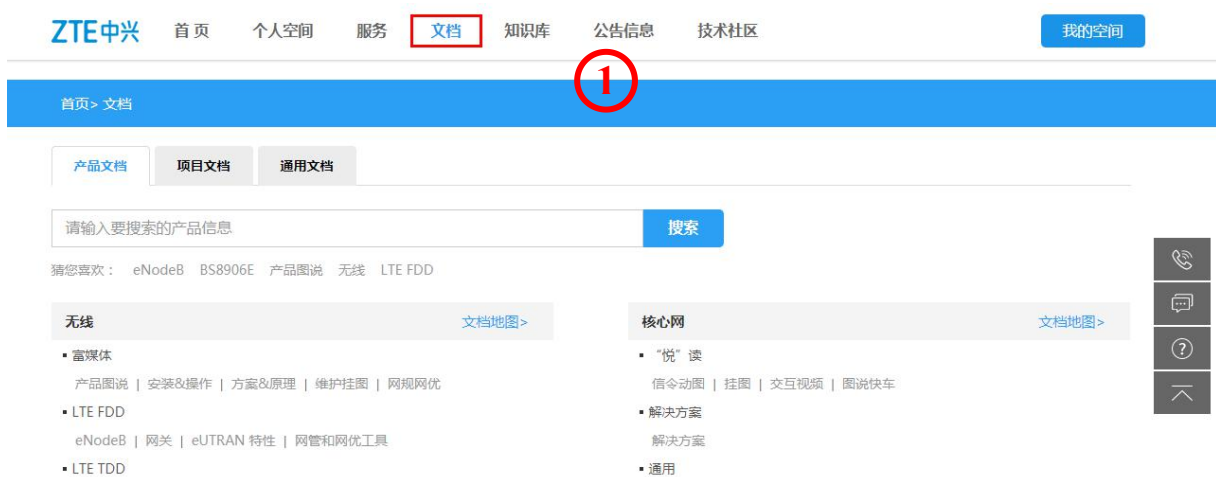 ZTE中兴 首 页 个人空间 服务 文档 知识库 公告信息 技术社区 我的空间
1
首页> 文档
产品文档 项目文档 通用文档
请输入要搜索的产品信息 搜索
猜您喜欢： eNodeB BS8906E 产品图说 无线 LTE FDD
无线 文档地图>
▪ 富媒体
产品图说 | 安装&操作 | 方案&原理 | 维护挂图 | 网规网优
▪ LTE FDD
eNodeB | 网关 | eUTRAN 特性 | 网管和网优工具
▪ LTE TDD
核心网 文档地图>
▪ “悦”读
信令动图 | 挂图 | 交互视频 | 图说快车
▪ 解决方案
解决方案
▪ 通用